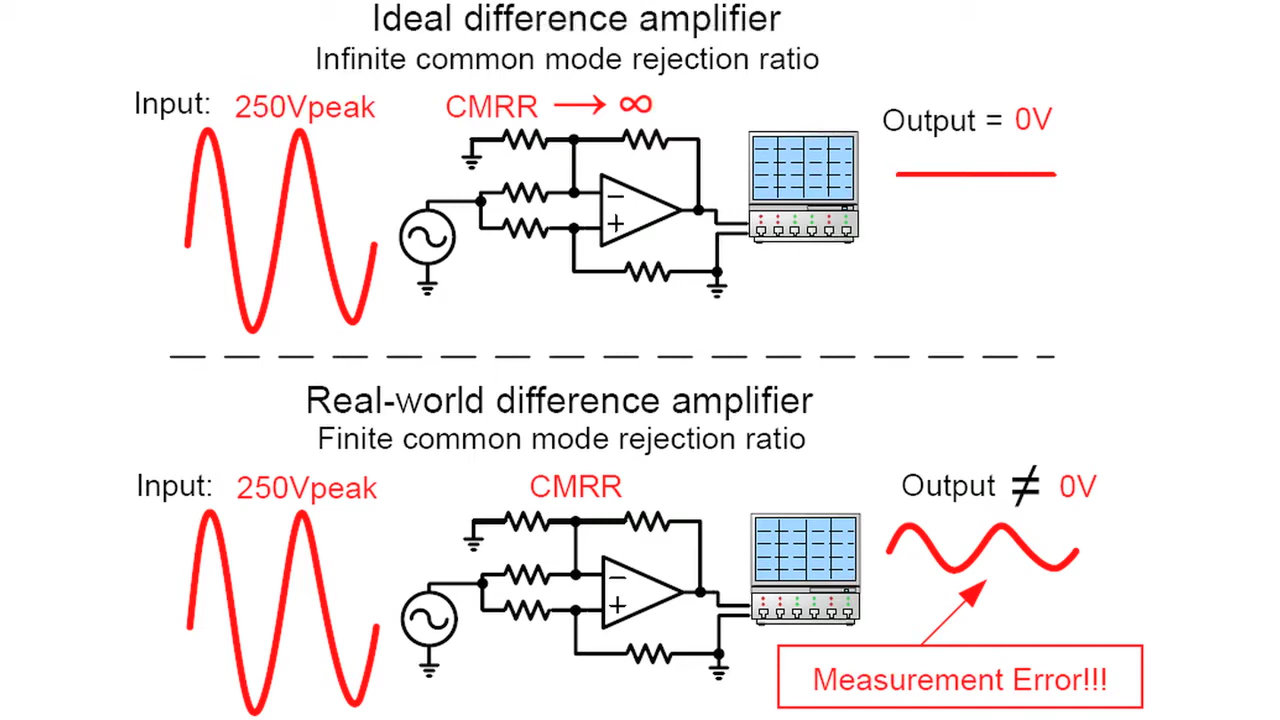 Ideal difference amplifier
Infinite common mode rejection ratio
Input: 250Vpeak
CMRR → ∞
Output = 0V
−
+
Real-world difference amplifier
Finite common mode rejection ratio
Input: 250Vpeak
CMRR
Output ≠ 0V
−
+
Measurement Error!!!